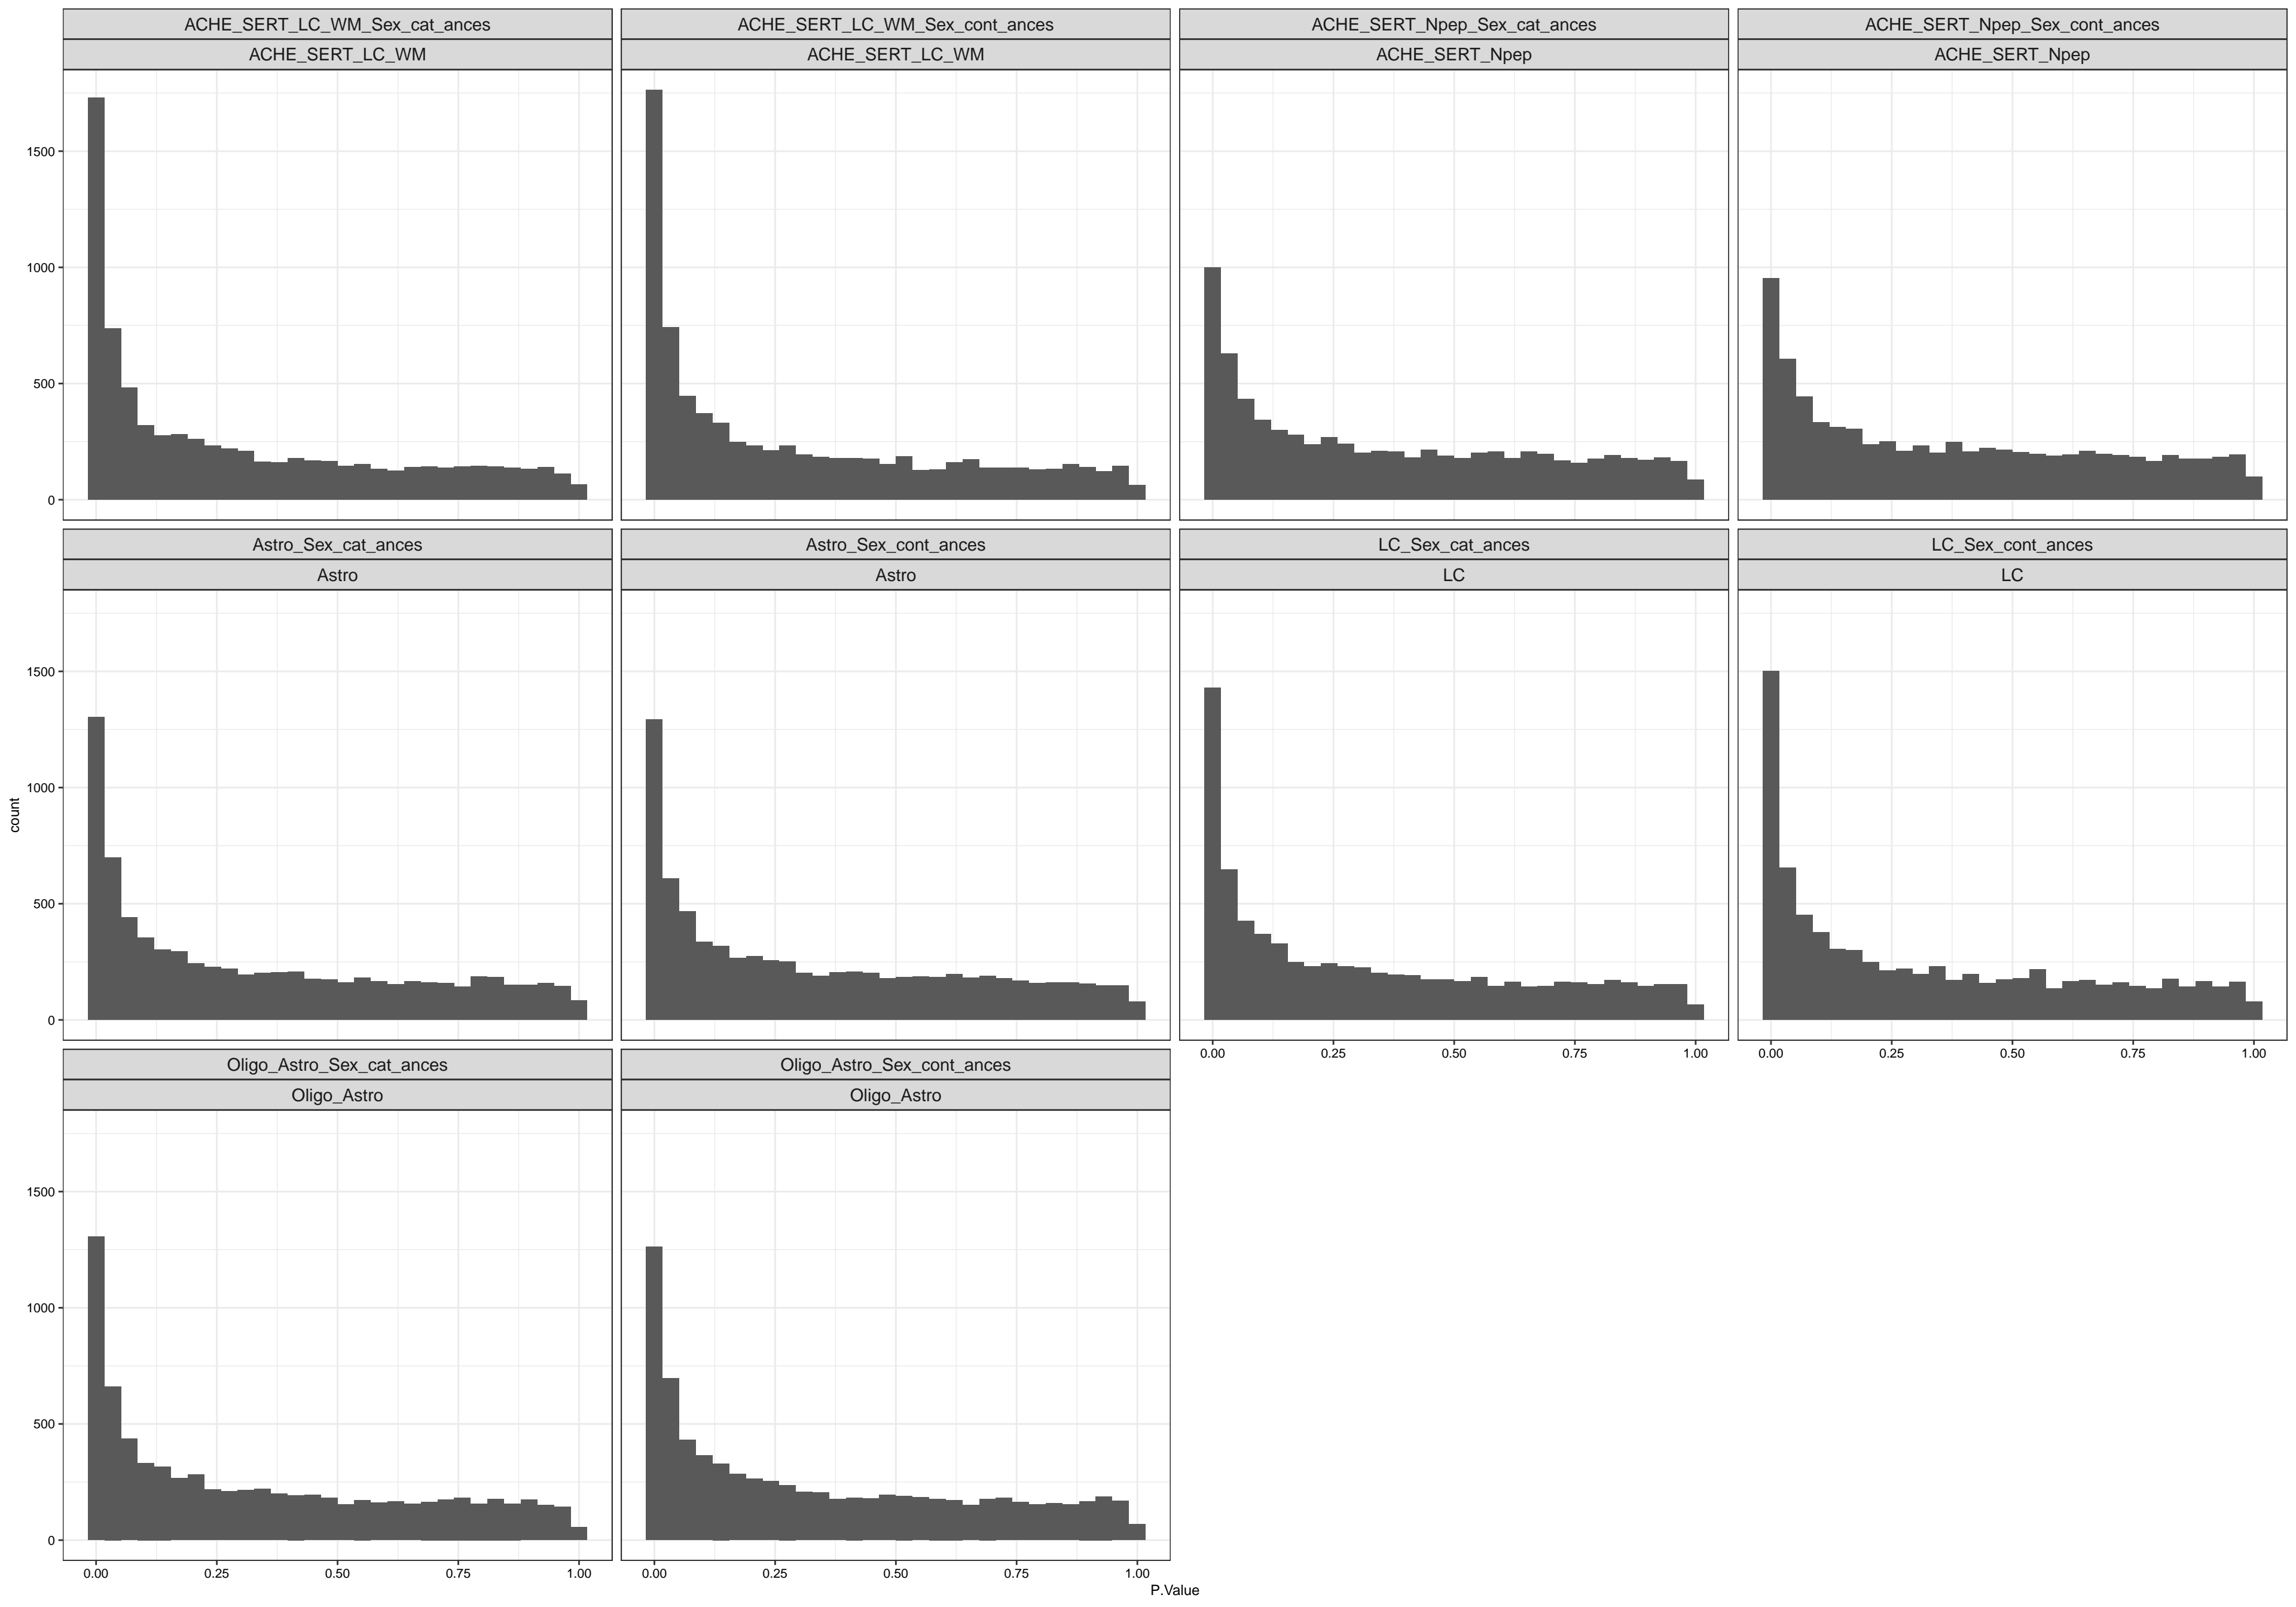 ACHE_SERT_LC_WM_Sex_cat_ances
ACHE_SERT_LC_WM
ACHE_SERT_LC_WM_Sex_cont_ances
ACHE_SERT_LC_WM
ACHE_SERT_Npep_Sex_cat_ances
ACHE_SERT_Npep
ACHE_SERT_Npep_Sex_cont_ances
ACHE_SERT_Npep
1500
1000
500
0
Astro_Sex_cat_ances
Astro
Astro_Sex_cont_ances
Astro
LC_Sex_cat_ances
LC
LC_Sex_cont_ances
LC
count
1500
1000
500
0
0.00 0.25 0.50 0.75 1.00
0.00 0.25 0.50 0.75 1.00
Oligo_Astro_Sex_cat_ances
Oligo_Astro
Oligo_Astro_Sex_cont_ances
Oligo_Astro
1500
1000
500
0
0.00 0.25 0.50 0.75 1.00
0.00 0.25 0.50 0.75 1.00
P.Value